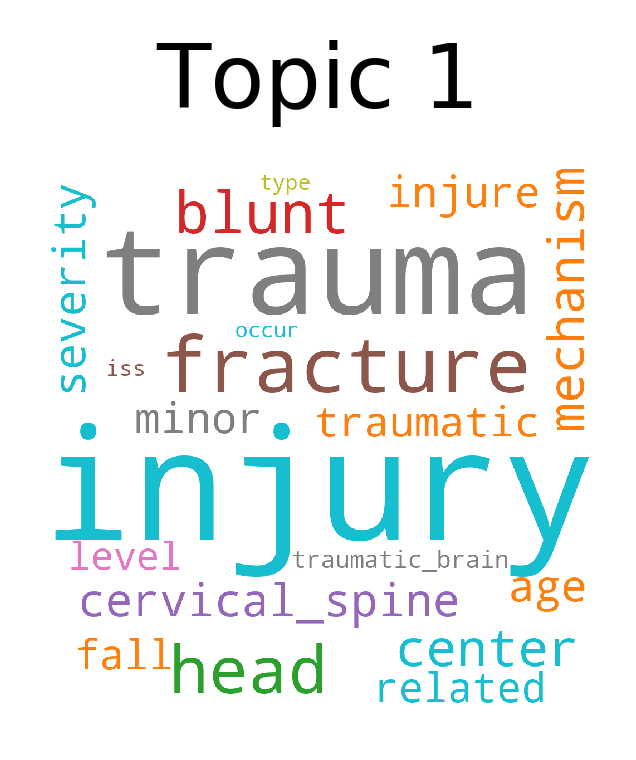 Topic 1
type
injure
mechanism
severity
blunt
trauma
occur
iss
fracture
minor
traumatic
injury
level
traumatic_brain
age
cervical_spine
center
fall
head
related